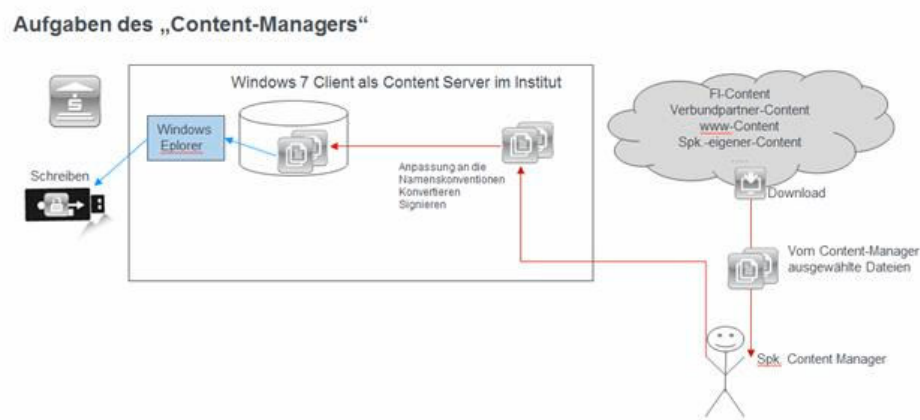 Aufgaben des „Content-Managers“
Windows 7 Client als Content Server im Institut
Windows
Eplorer
Schreiben
Anpassung an die
Namenskonventionen
Konvertieren
Signieren
FI-Content
Verbundpartner-Content
www-Content
Spk.-eigener-Content
.....
Download
Vom Content-Manager
ausgewählte Dateien
Spk. Content Manager